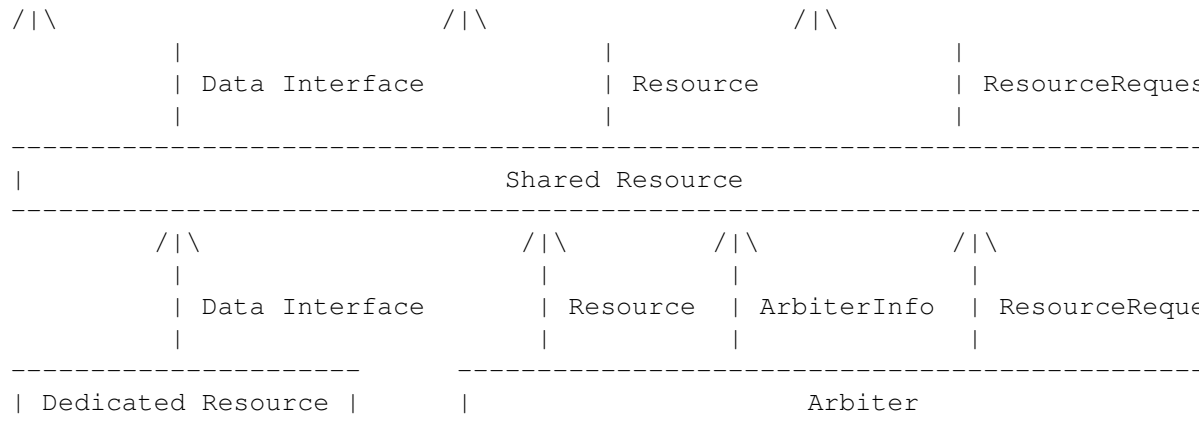 /|\ /|\ /|\
| | |
| Data Interface | Resource | ResourceReques
| | |
--------------------------------------------------------------------------
| Shared Resource
--------------------------------------------------------------------------
/|\ /|\ /|\ /|\
| | | |
| Data Interface | Resource | ArbiterInfo | ResourceReque
| | | |
---------------------- ----------------------------------------------
| Dedicated Resource | | Arbiter